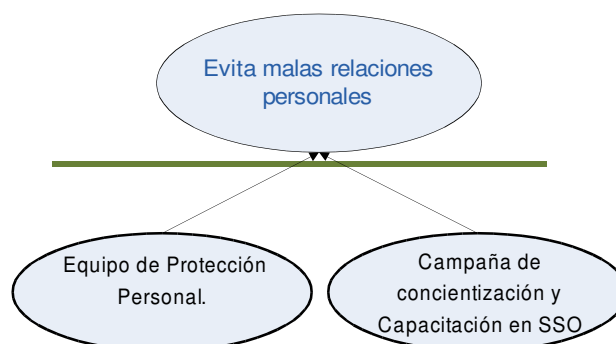 Evita malas relaciones
personales
Equipo de Protección
Personal.
Campaña de
concientización y
Capacitación en SSO